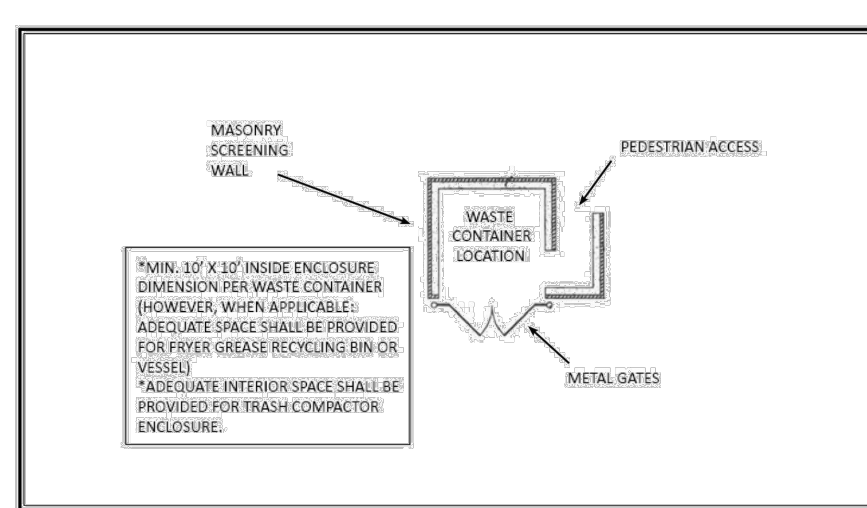 MASONRY
SCREENING
WALL
PEDESTRIAN ACCESS
WASTE
CONTAINER
LOCATION
*MIN. 10' X 10' INSIDE ENCLOSURE
DIMENSION PER WASTE CONTAINER
(HOWEVER, WHEN APPLICABLE:
ADEQUATE SPACE SHALL BE PROVIDED
FOR FRYER GREASE RECYCLING BIN OR
VESSEL)
*ADEQUATE INTERIOR SPACE SHALL BE
PROVIDED FOR TRASH COMPACTOR
ENCLOSURE.
METAL GATES